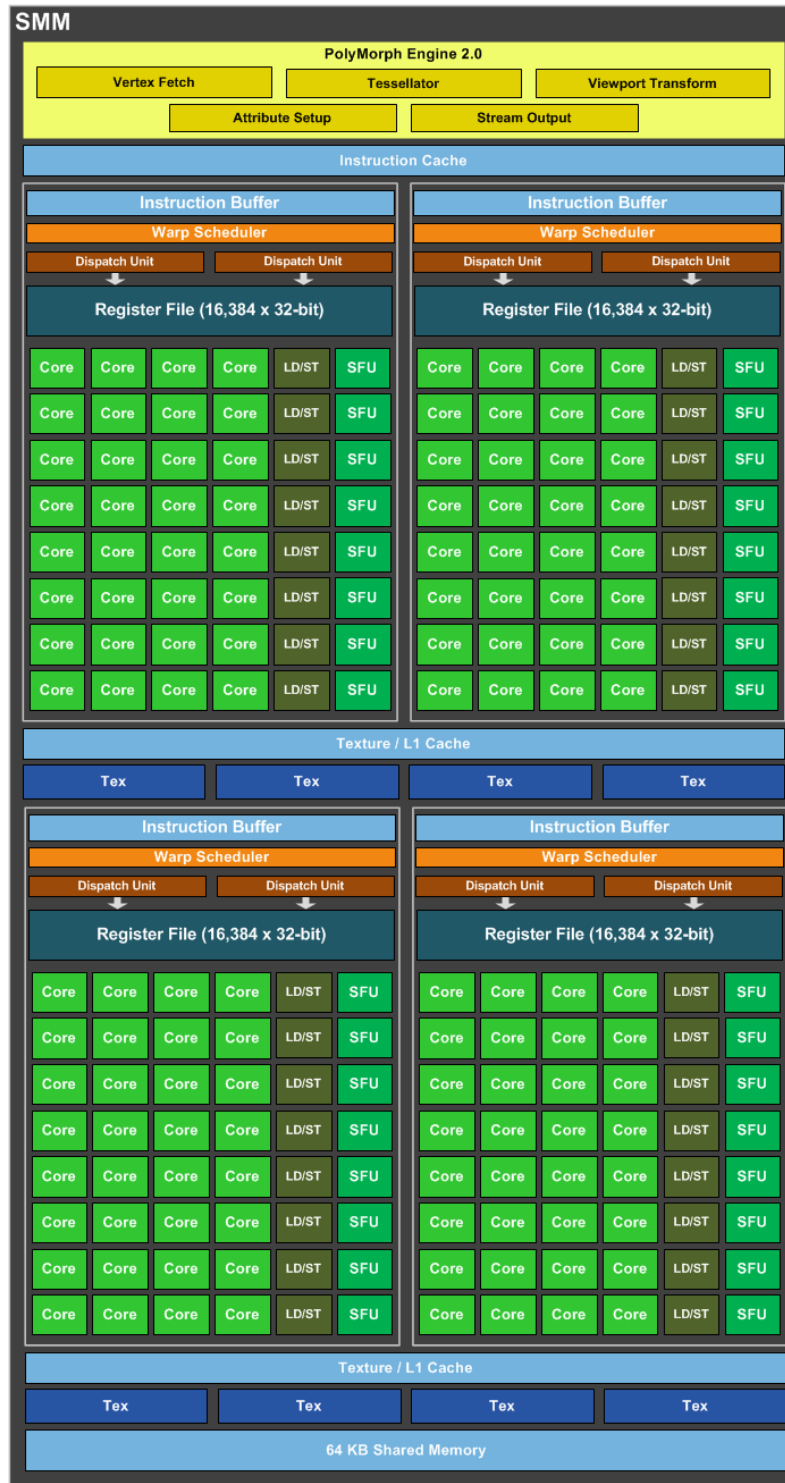 SMM
PolyMorph Engine 2.0
Vertex Fetch Tessellator Viewport Transform
Attribute Setup Stream Output
Instruction Cache
Instruction Buffer Instruction Buffer
Warp Scheduler Warp Scheduler
Dispatch Unit Dispatch Unit Dispatch Unit Dispatch Unit
Register File (16,384 x 32-bit) Register File (16,384 x 32-bit)
Core Core Core Core LD/ST SFU Core Core Core Core LD/ST SFU
Core Core Core Core LD/ST SFU Core Core Core Core LD/ST SFU
Core Core Core Core LD/ST SFU Core Core Core Core LD/ST SFU
Core Core Core Core LD/ST SFU Core Core Core Core LD/ST SFU
Core Core Core Core LD/ST SFU Core Core Core Core LD/ST SFU
Core Core Core Core LD/ST SFU Core Core Core Core LD/ST SFU
Core Core Core Core LD/ST SFU Core Core Core Core LD/ST SFU
Core Core Core Core LD/ST SFU Core Core Core Core LD/ST SFU
Texture / L1 Cache
Tex Tex Tex Tex
Instruction Buffer Instruction Buffer
Warp Scheduler Warp Scheduler
Dispatch Unit Dispatch Unit Dispatch Unit Dispatch Unit
Register File (16,384 x 32-bit) Register File (16,384 x 32-bit)
Core Core Core Core LD/ST SFU Core Core Core Core LD/ST SFU
Core Core Core Core LD/ST SFU Core Core Core Core LD/ST SFU
Core Core Core Core LD/ST SFU Core Core Core Core LD/ST SFU
Core Core Core Core LD/ST SFU Core Core Core Core LD/ST SFU
Core Core Core Core LD/ST SFU Core Core Core Core LD/ST SFU
Core Core Core Core LD/ST SFU Core Core Core Core LD/ST SFU
Core Core Core Core LD/ST SFU Core Core Core Core LD/ST SFU
Core Core Core Core LD/ST SFU Core Core Core Core LD/ST SFU
Texture / L1 Cache
Tex Tex Tex Tex
64 KB Shared Memory